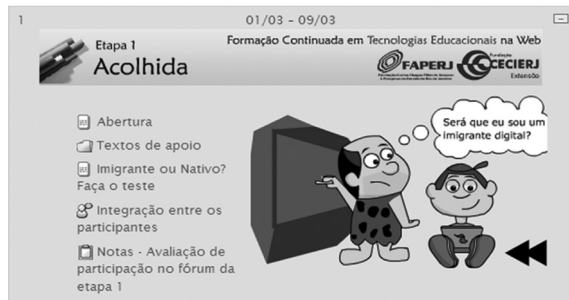 1
01/03 - 09/03
Etapa 1
Acolhida
Formação Continuada em Tecnologias Educacionais na Web
FAPERJ
Fundação
CECIERJ
Extensão
Abertura
Textos de apoio
Imigrante ou Nativo?
Faça o teste
Integração entre os
participantes
Notas - Avaliação de
participação no fórum da
etapa 1
Será que eu sou um
imigrante digital?